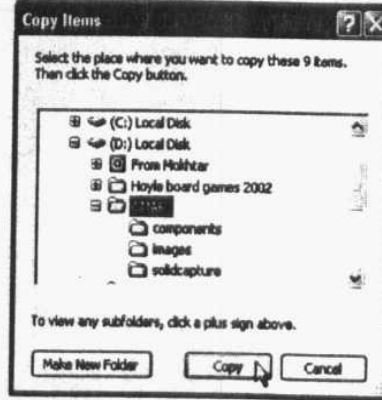 Copy Items
Select the place where you want to copy these 9 items.
Then click the Copy button.
(C:) Local Disk
(D:) Local Disk
From Mokhtar
Hoyle board games 2002
components
images
solidcapture
To view any subfolders, click a plus sign above.
Make New Folder Copy Cancel